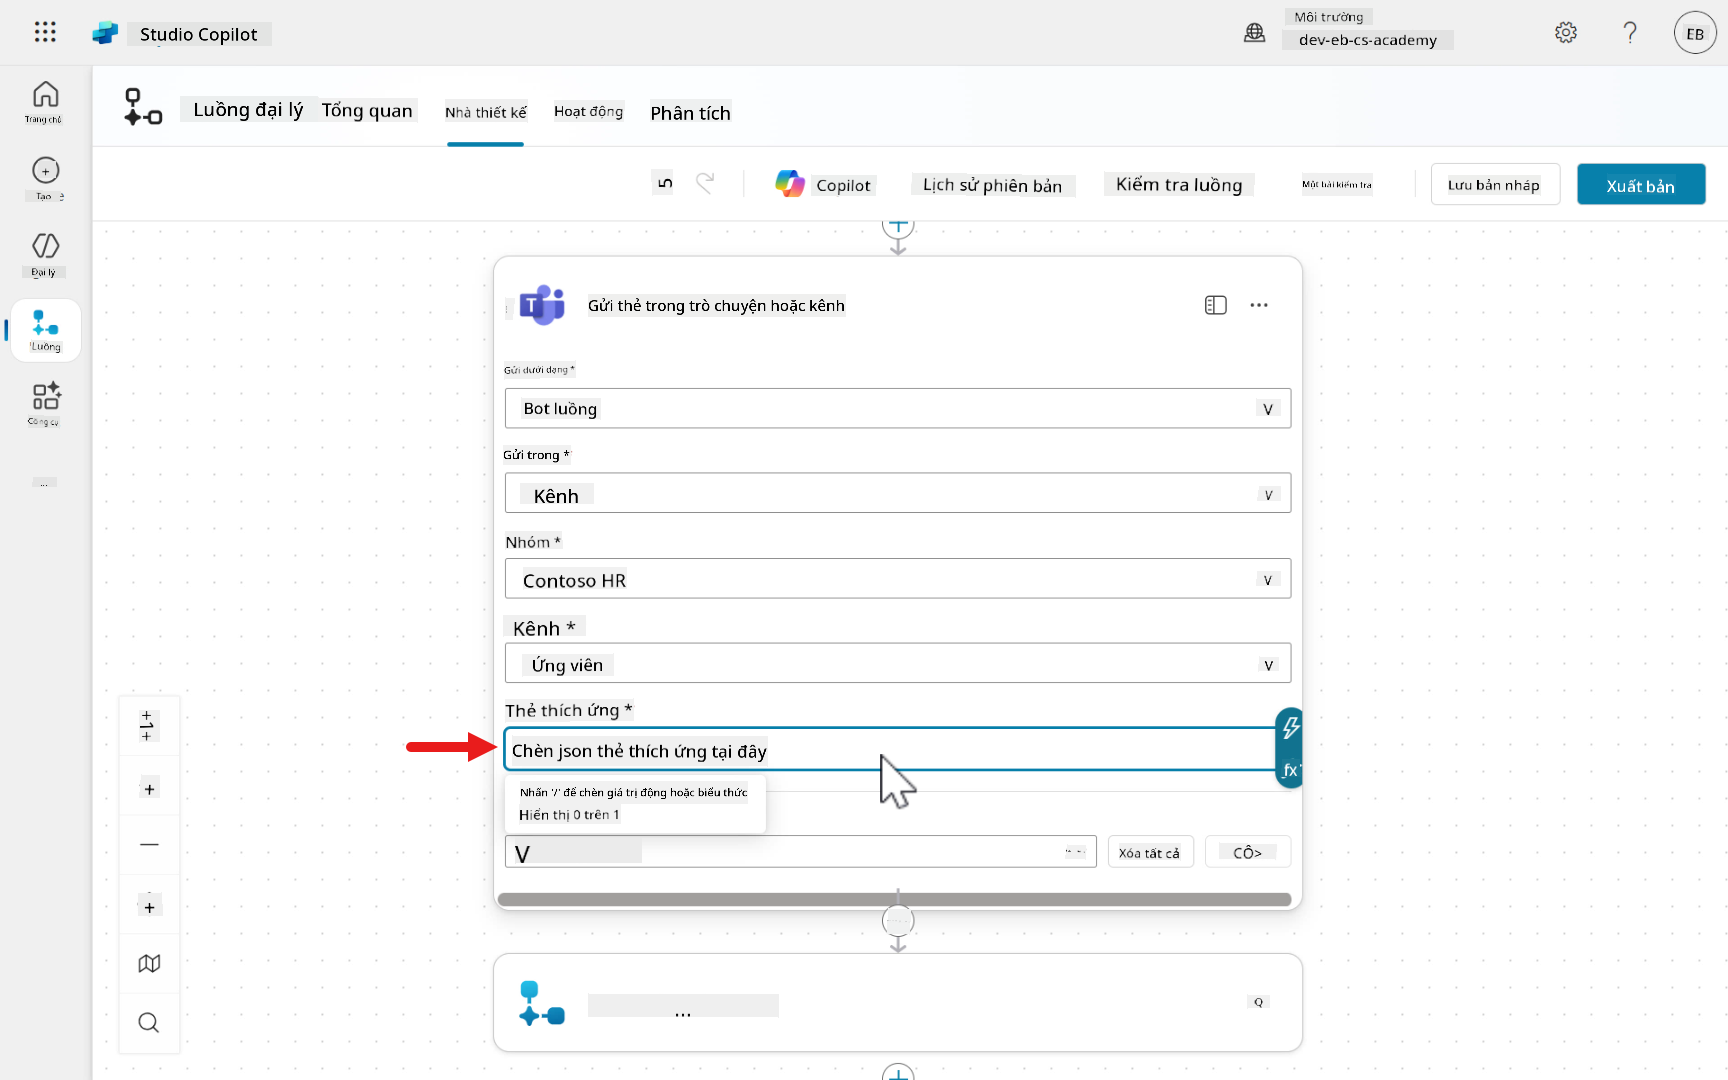 Studio Copilot
Môi trường
dev-eb-cs-academy
EB
Trang chủ
Tạo
Đại lý
Luồng
Công cụ
...
Luồng đại lý
Tổng quan
Nhà thiết kế
Hoạt động
Phân tích
Copilot
Lịch sử phiên bản
Kiểm tra luồng
Một bài kiểm tra
Lưu bản nháp
Xuất bản
Gửi thẻ trong trò chuyện hoặc kênh
Gửi dưới dạng *
Bot luồng
V
Gửi trong *
Kênh
V
Nhóm *
Contoso HR
V
Kênh *
Ứng viên
V
Thẻ thích ứng *
Chèn json thẻ thích ứng tại đây
fx
Nhấn '/' để chèn giá trị động hoặc biểu thức
Hiển thị 0 trên 1
V
Xóa tất cả
CÔ>
...
Q